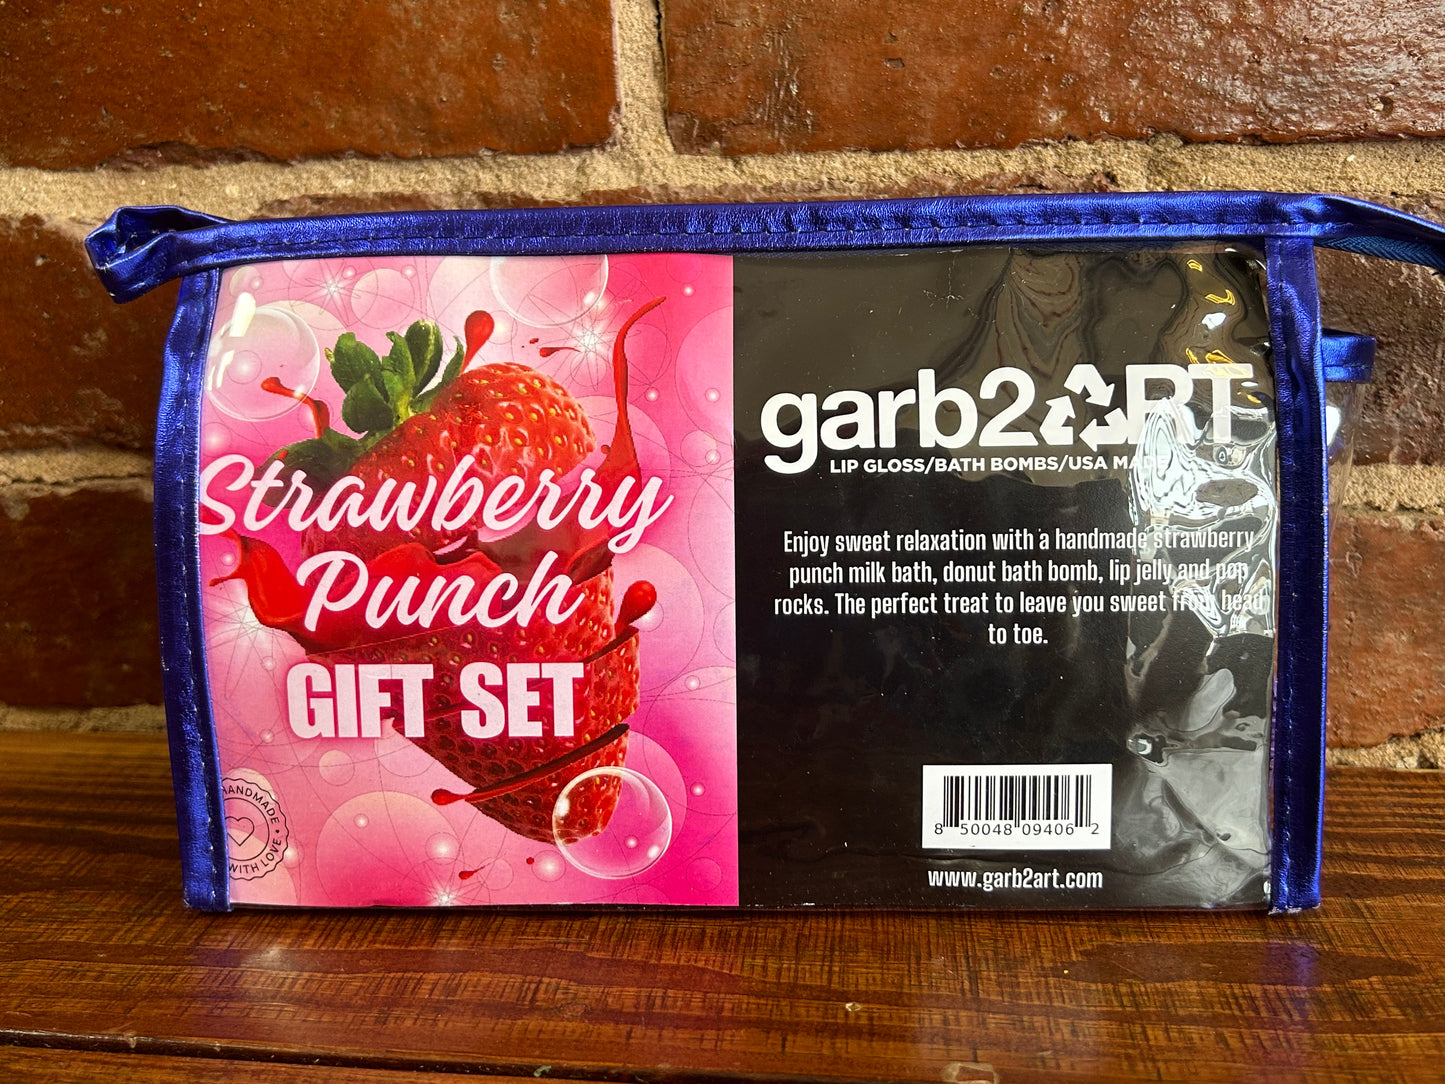 Strawberry
Punch
GIFT SET
HANDMADE
WITH LOVE
garb2ART
LIP GLOSS/BATH BOMBS/USA MADE
Enjoy sweet relaxation with a handmade strawberry
punch milk bath, donut bath bomb, lip jelly and pop
rocks. The perfect treat to leave you sweet from head
to toe.
8 50048 09406 2
www.garb2art.com